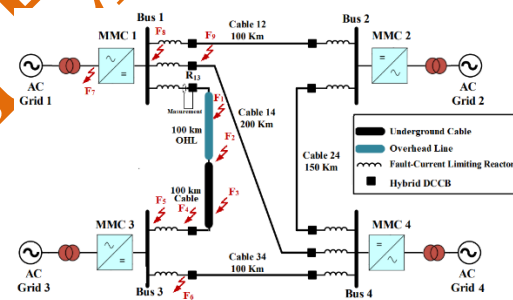 Bus 1
Bus 2
Cable 12
100 Km
MMC 1
MMC 2
F8
F9
F7
R13
Measurement
AC
Grid 1
AC
Grid 2
F1
Cable 14
200 Km
100 km
OHL
F2
Cable 24
150 Km
Underground Cable
Overhead Line
Fault-Current Limiting Reactor
Hybrid DCCB
100 km
Cable
F3
F5
F4
MMC 3
MMC 4
Cable 34
100 Km
AC
Grid 3
Bus 3
F6
Bus 4
AC
Grid 4